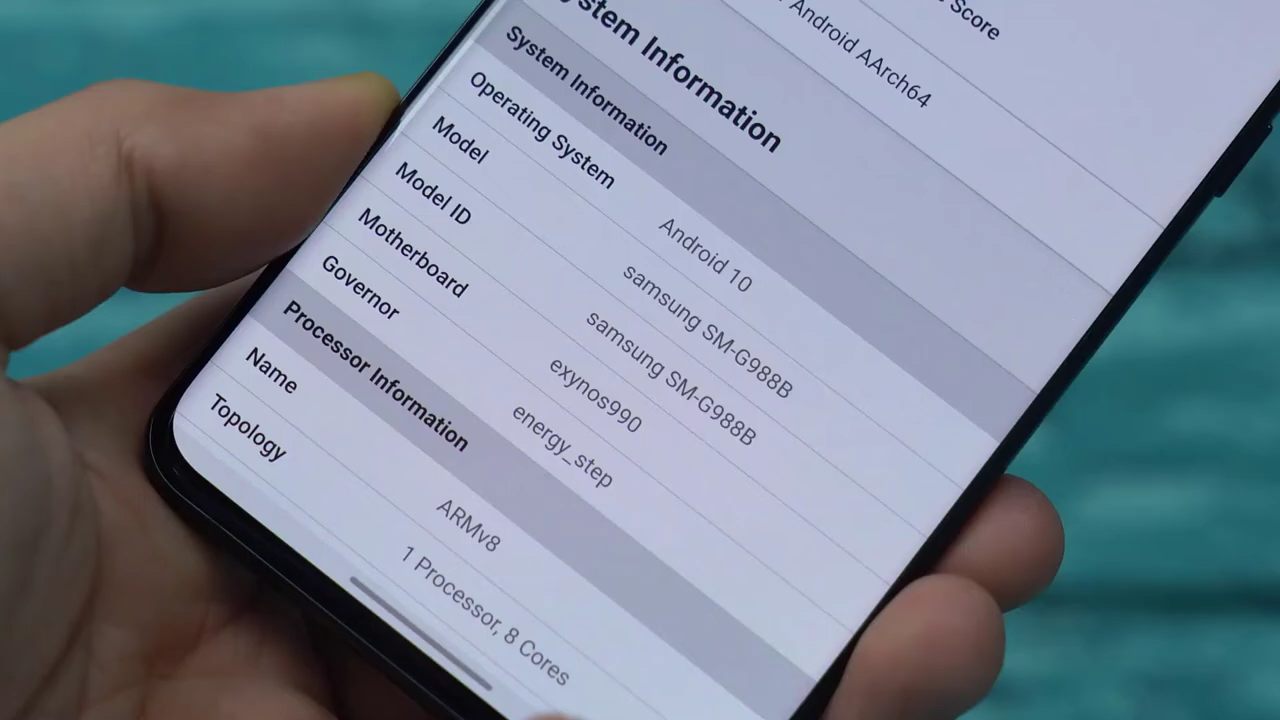 Score
Android AArch64
System Information
System Information
Operating System
Android 10
Model
samsung SM-G988B
Model ID
samsung SM-G988B
Motherboard
exynos990
Governor
energy_step
Processor Information
Name
ARMv8
Topology
1 Processor, 8 Cores